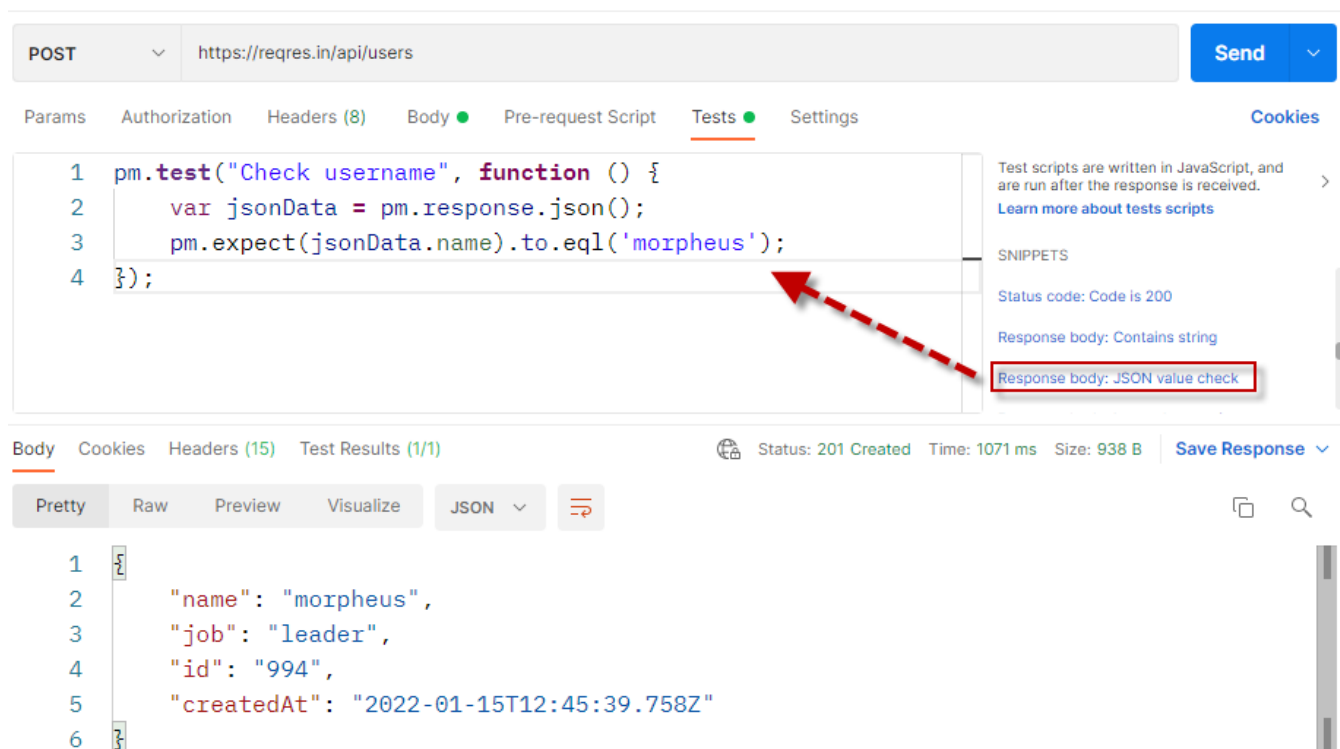 POST https://reqres.in/api/users Send
Params Authorization Headers (8) Body Pre-request Script Tests Settings Cookies
1 pm.test("Check username", function () {
2 var jsonData = pm.response.json();
3 pm.expect(jsonData.name).to.eql('morpheus');
4 });
Test scripts are written in JavaScript, and
are run after the response is received.
Learn more about tests scripts
SNIPPETS
Status code: Code is 200
Response body: Contains string
Response body: JSON value check
Body Cookies Headers (15) Test Results (1/1) Status: 201 Created Time: 1071 ms Size: 938 B Save Response
Pretty Raw Preview Visualize JSON
1 {
2 "name": "morpheus",
3 "job": "leader",
4 "id": "994",
5 "createdAt": "2022-01-15T12:45:39.758Z"
6 }